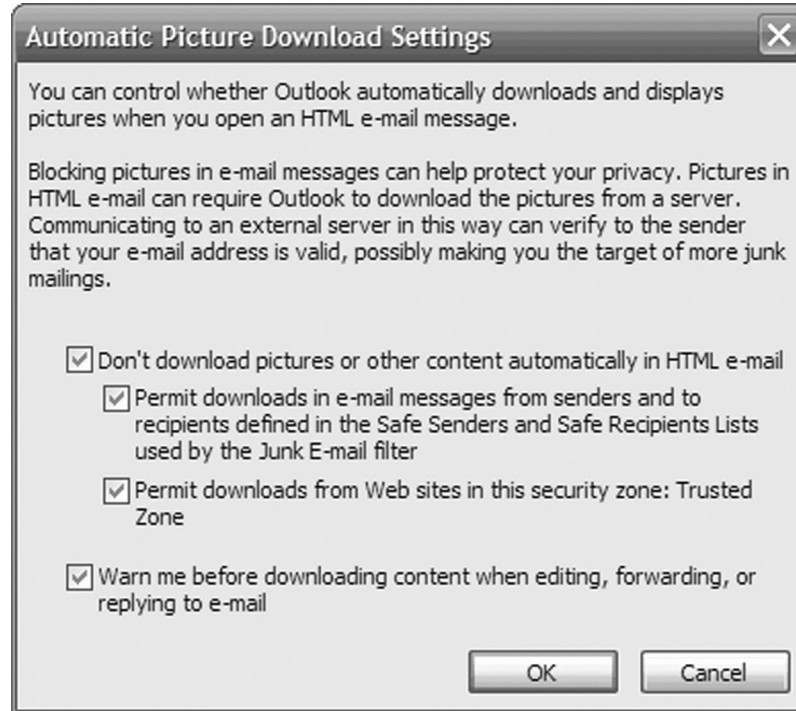 Automatic Picture Download Settings
You can control whether Outlook automatically downloads and displays
pictures when you open an HTML e-mail message.
Blocking pictures in e-mail messages can help protect your privacy. Pictures in
HTML e-mail can require Outlook to download the pictures from a server.
Communicating to an external server in this way can verify to the sender
that your e-mail address is valid, possibly making you the target of more junk
mailings.
Don't download pictures or other content automatically in HTML e-mail
Permit downloads in e-mail messages from senders and to
recipients defined in the Safe Senders and Safe Recipients Lists
used by the Junk E-mail filter
Permit downloads from Web sites in this security zone: Trusted
Zone
Warn me before downloading content when editing, forwarding, or
replying to e-mail
OK Cancel